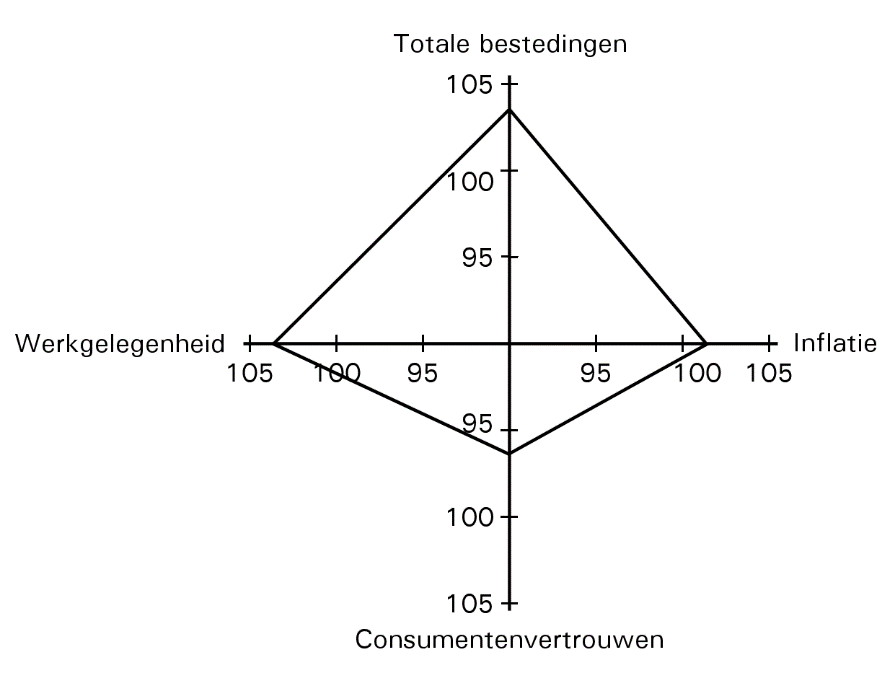 Totale bestedingen
105
100
95
Werkgelegenheid
Inflatie
105 100 95 95 100 105
95
100
105
Consumentenvertrouwen